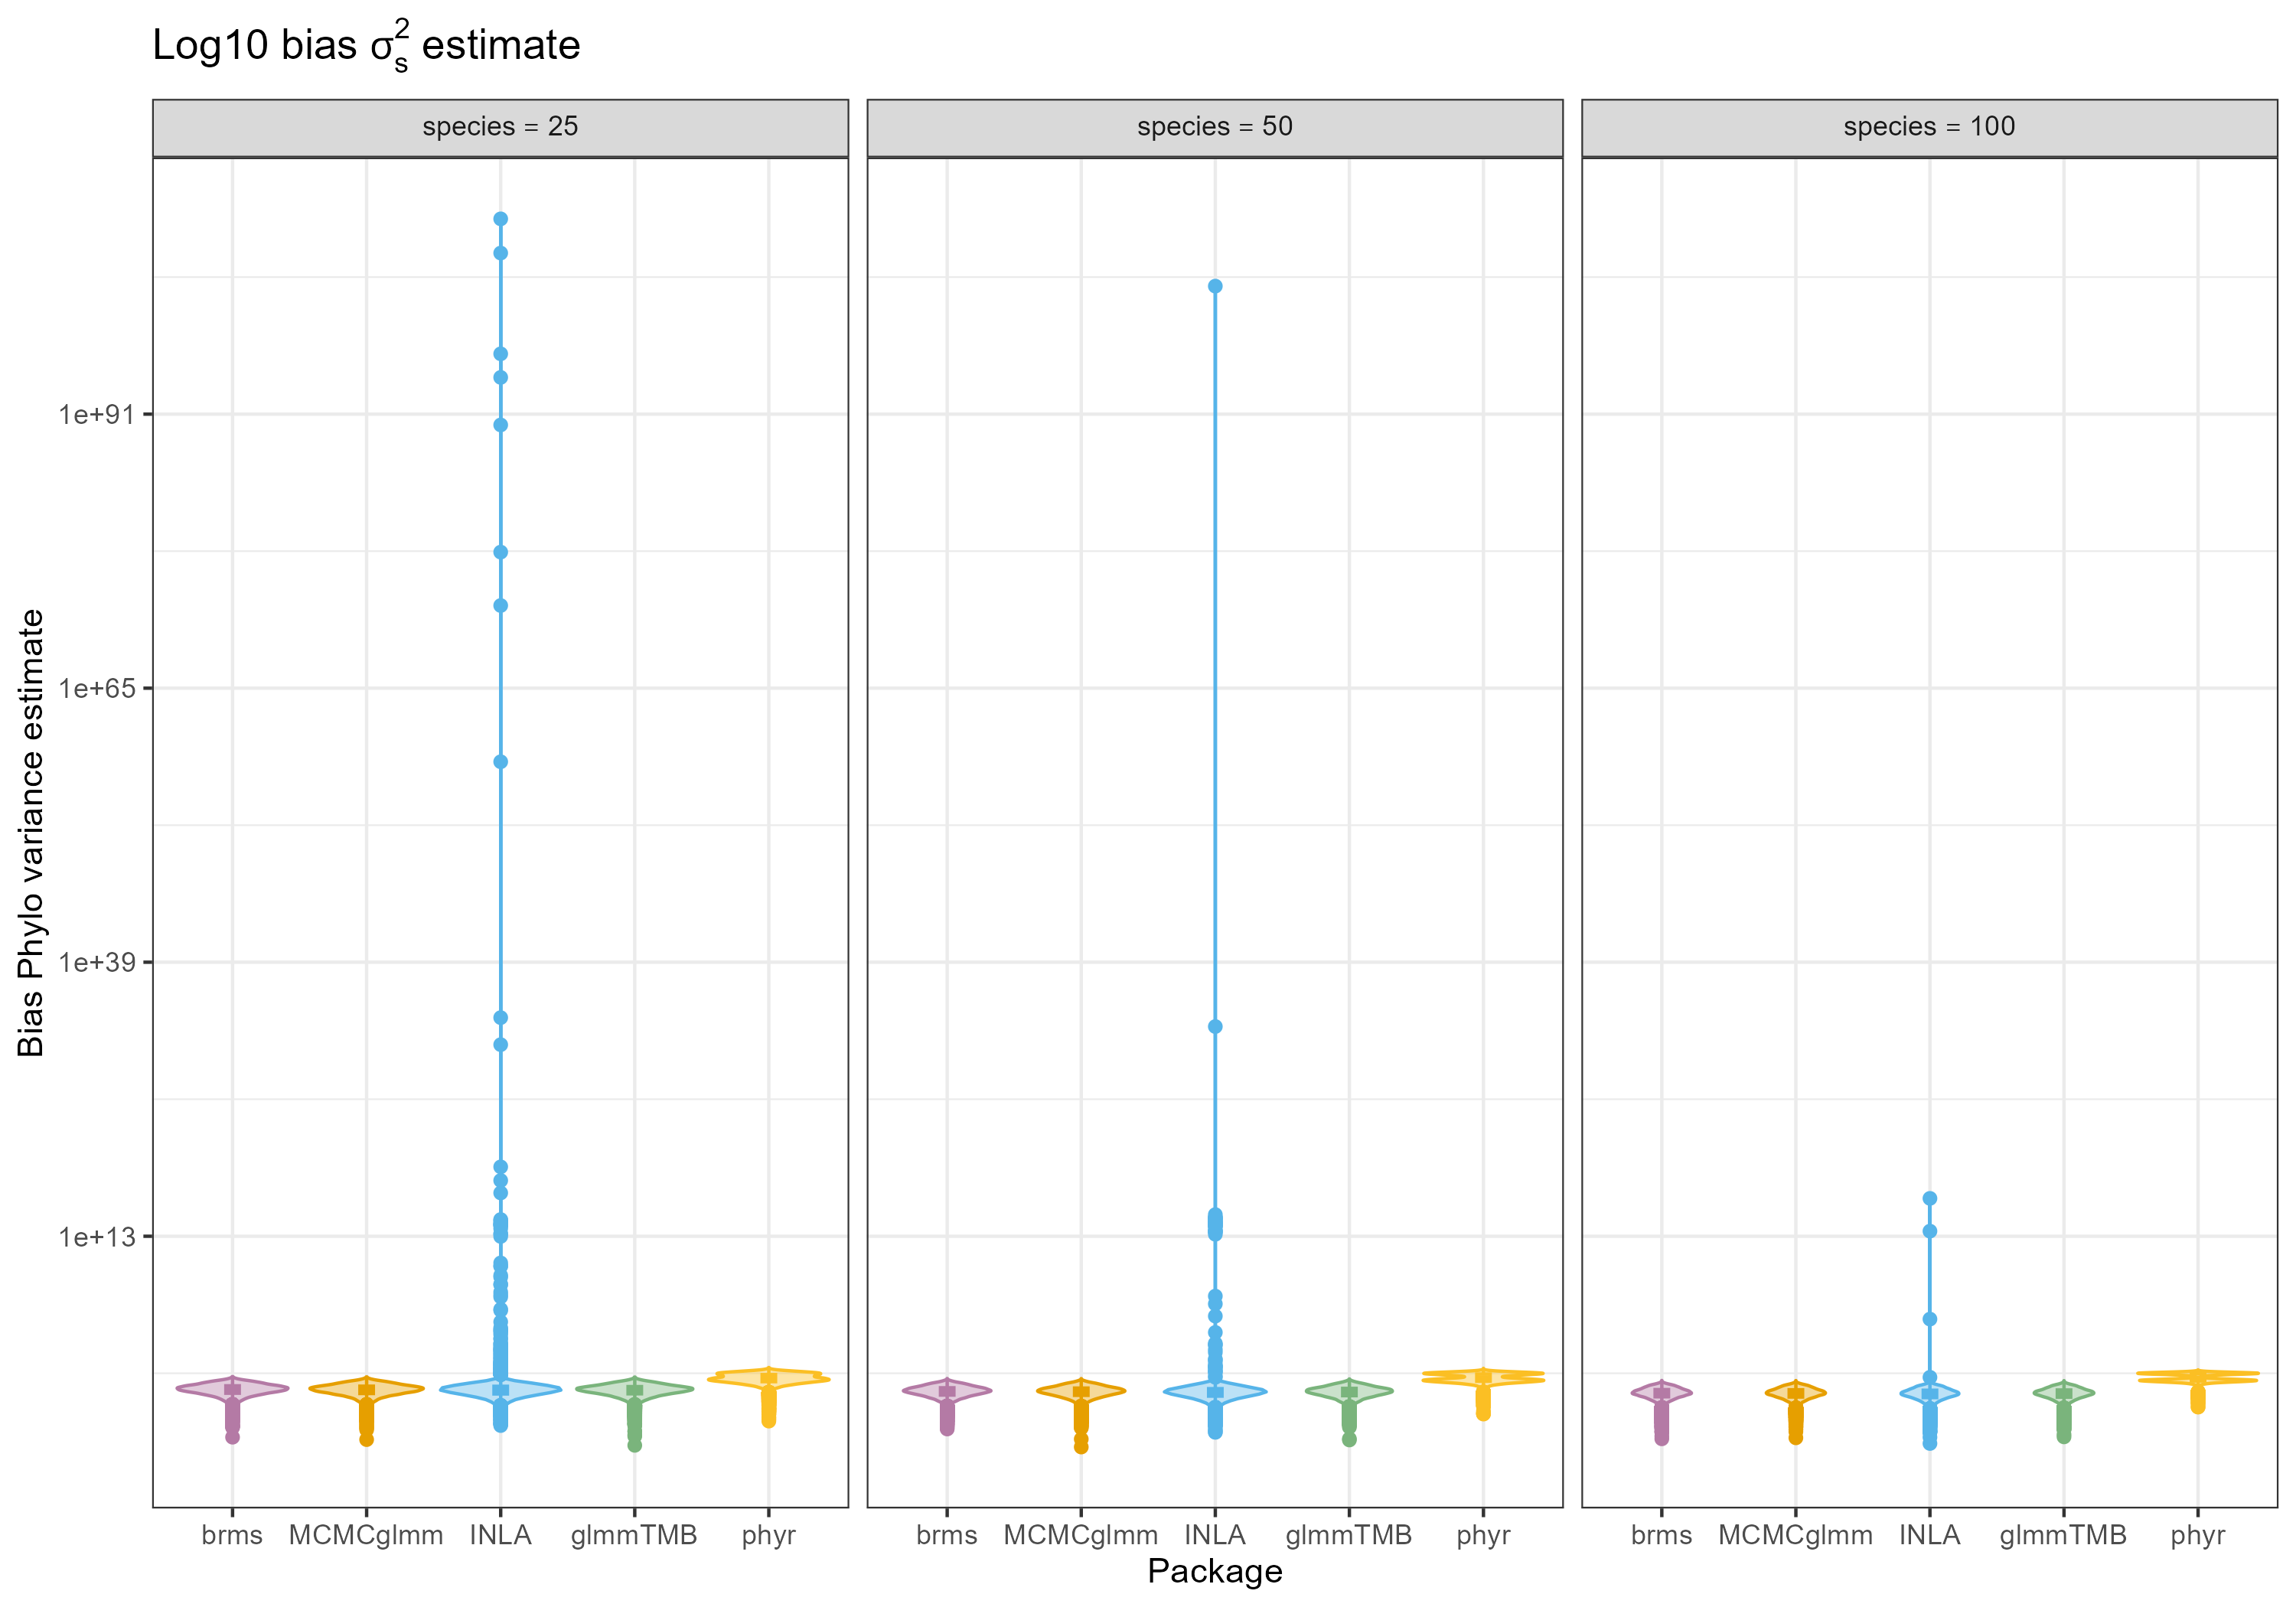 Log10 bias σ²ₛ estimate
species = 25
species = 50
species = 100
Bias Phylo variance estimate
1e+91
1e+65
1e+39
1e+13
brms MCMCglmm INLA glmmTMB phyr
brms MCMCglmm INLA glmmTMB phyr
brms MCMCglmm INLA glmmTMB phyr
Package